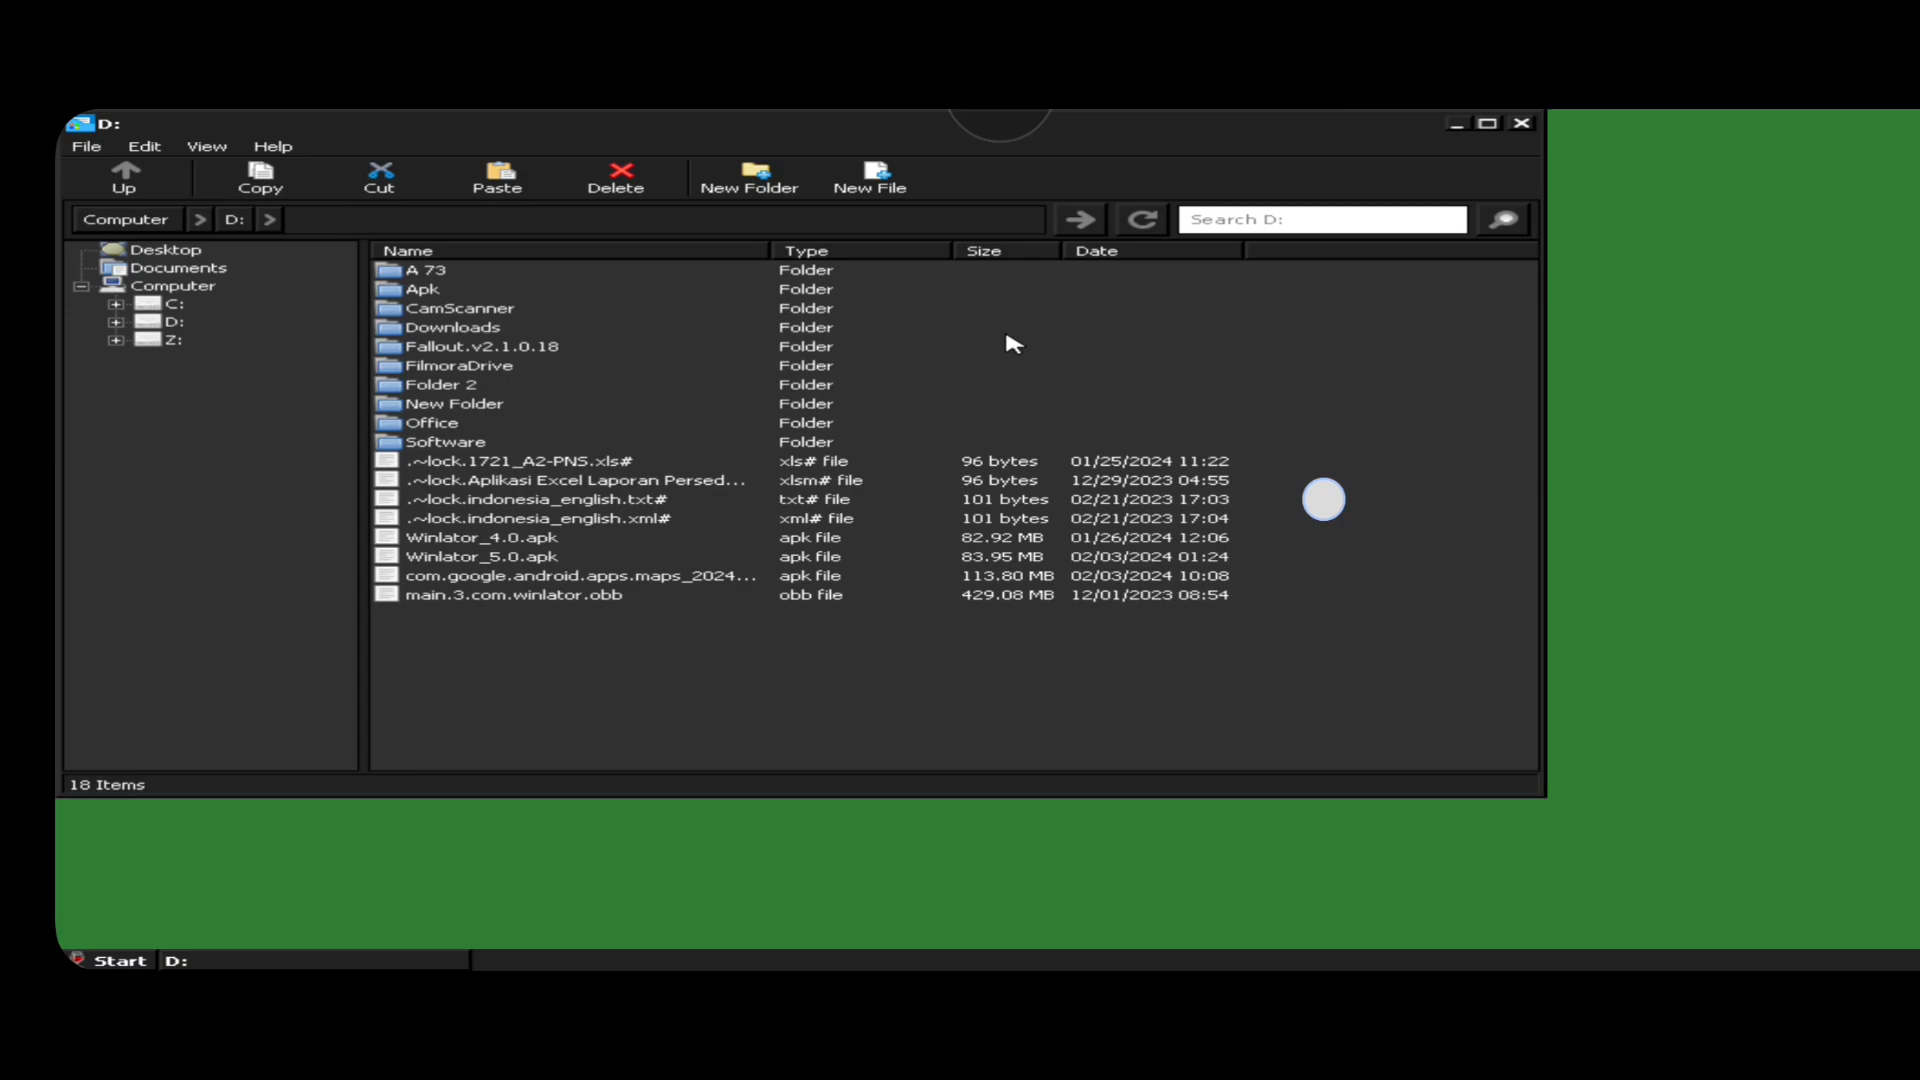 D:
File Edit View Help
Up Copy Cut Paste Delete New Folder New File
Computer > D: > Search D:
Desktop
Documents
Computer
C:
D:
Z:
Name Type Size Date
A 73 Folder
Apk Folder
CamScanner Folder
Downloads Folder
Fallout.v2.1.0.18 Folder
FilmoraDrive Folder
Folder 2 Folder
New Folder Folder
Office Folder
Software Folder
.~lock.1721_A2-PNS.xls# xls# file 96 bytes 01/25/2024 11:22
.~lock.Aplikasi Excel Laporan Persed... xlsm# file 96 bytes 12/29/2023 04:55
.~lock.indonesia_english.txt# txt# file 101 bytes 02/21/2023 17:03
.~lock.indonesia_english.xml# xml# file 101 bytes 02/21/2023 17:04
Winlator_4.0.apk apk file 82.92 MB 01/26/2024 12:06
Winlator_5.0.apk apk file 83.95 MB 02/03/2024 01:24
com.google.android.apps.maps_2024... apk file 113.80 MB 02/03/2024 10:08
main.3.com.winlator.obb obb file 429.08 MB 12/01/2023 08:54
18 Items
Start D: